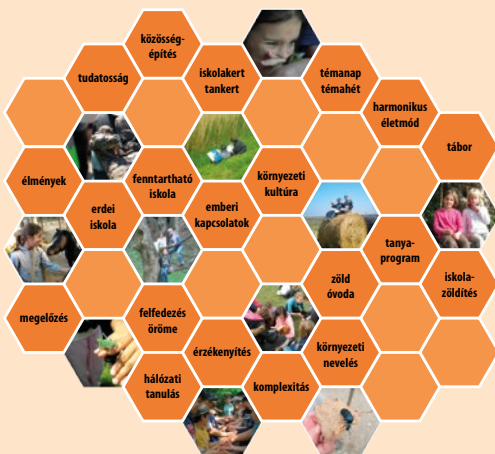 közösség-
építés
tudatosság
iskolakert
tankert
témanap
témahét
harmonikus
életmód
tábor
élmények
fenntartható
iskola
környezeti
kultúra
erdei
iskola
emberi
kapcsolatok
tanya-
program
zöld
óvoda
iskola-
zöldítés
megelőzés
felfedezés
öröme
érzékenyítés
környezeti
nevelés
hálózati
tanulás
komplexitás